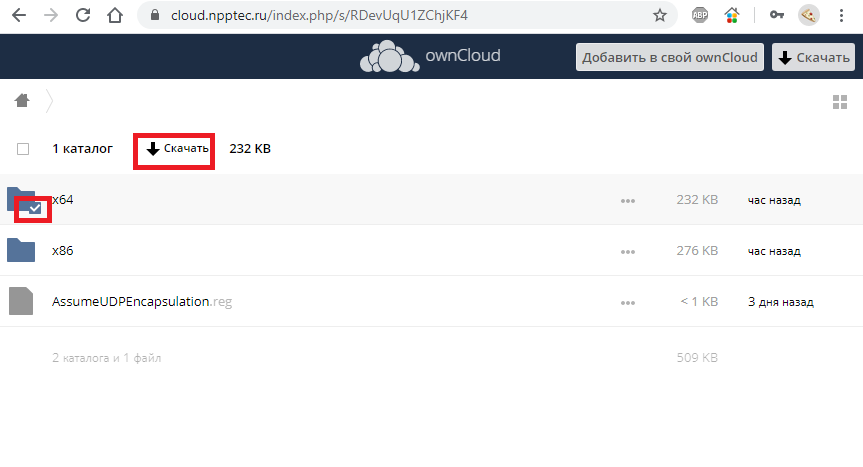 cloud.npptec.ru/index.php/s/RDevUqU1ZChjKF4
ABP
ownCloud
Добавить в свой ownCloud
Скачать
1 каталог Скачать 232 KB
x64 232 KB час назад
x86 276 KB час назад
AssumeUDPEncapsulation.reg < 1 KB 3 дня назад
2 каталога и 1 файл 509 KB